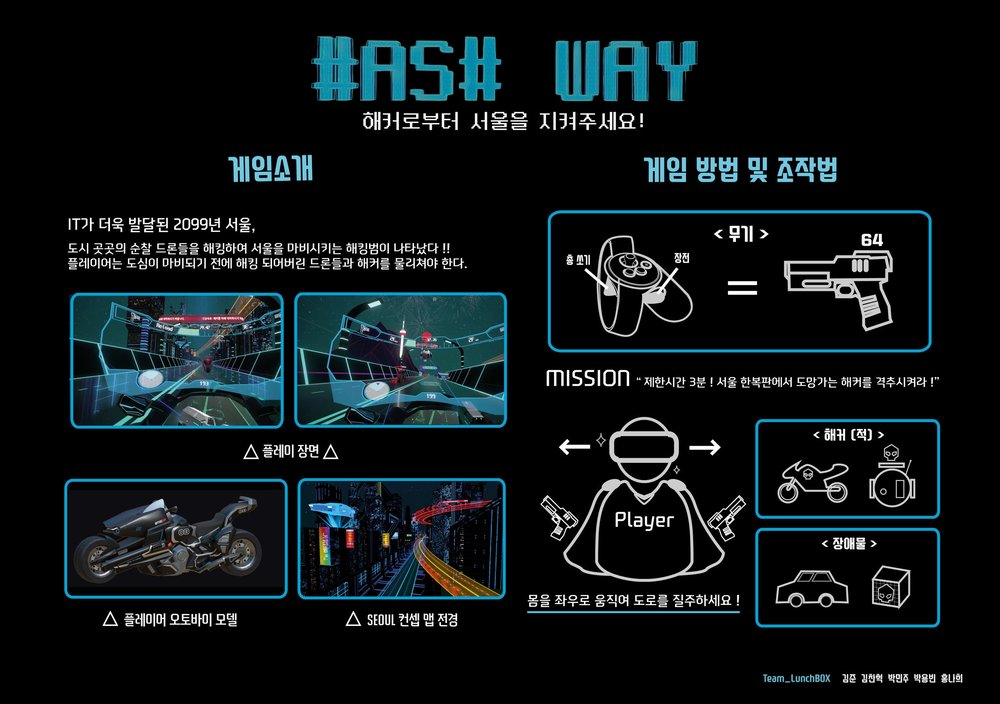 #AS# WAY
해커로부터 서울을 지켜주세요!
게임소개
IT가 더욱 발달된 2099년 서울,
도시 곳곳의 순찰 드론들을 해킹하여 서울을 마비시키는 해킹범이 나타났다 !!
플레이어는 도심이 마비되기 전에 해킹 되어버린 드론들과 해커를 물리쳐야 한다.
193
199
△ 플레이 장면 △
△ 플레이어 오토바이 모델
△ SEOUL 컨셉 맵 전경
게임 방법 및 조작법
< 무기 >
총 쏘기
장전
=
64
MISSION “ 제한시간 3분 ! 서울 한복판에서 도망가는 해커를 격추시켜라 !”
Player
몸을 좌우로 움직여 도로를 질주하세요 !
< 해커 (적) >
< 장애물 >
Team_LunchBOX 김준 김찬혁 박민주 박용빈 홍나희